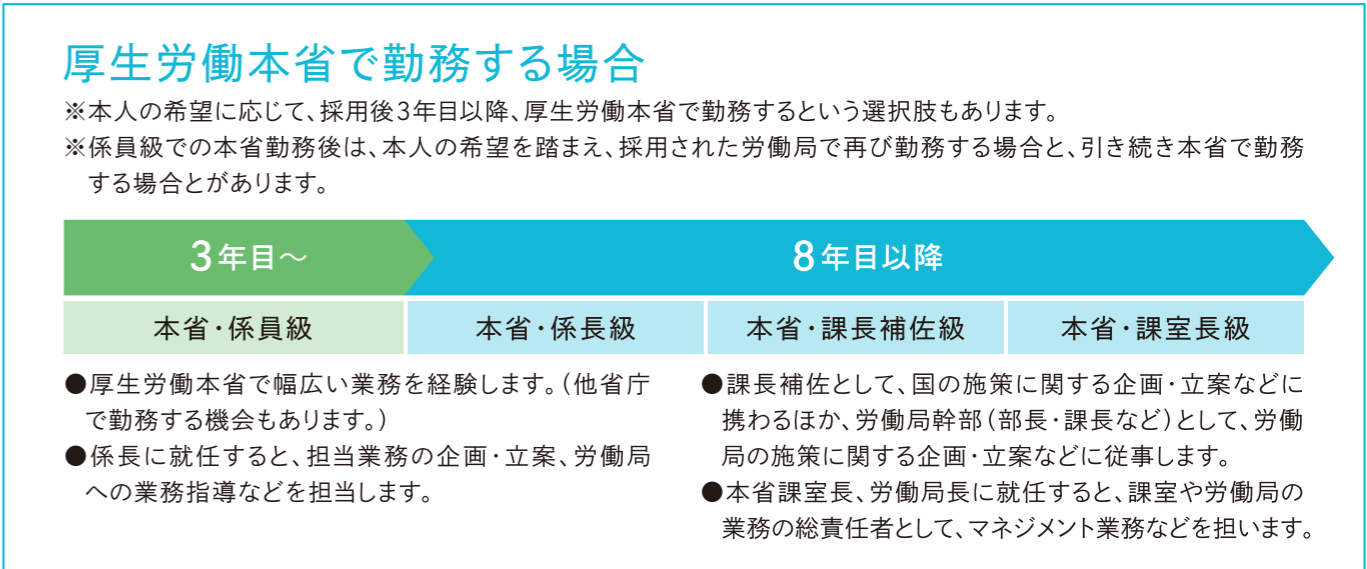 厚生労働本省で勤務する場合
※本人の希望に応じて、採用後3年目以降、厚生労働本省で勤務するという選択肢もあります。
※係員級での本省勤務後は、本人の希望を踏まえ、採用された労働局で再び勤務する場合と、引き続き本省で勤務
する場合とがあります。
3年目～
8年目以降
本省・係員級
本省・係長級
本省・課長補佐級
本省・課室長級
●厚生労働本省で幅広い業務を経験します。(他省庁
で勤務する機会もあります。)
●係長に就任すると、担当業務の企画・立案、労働局
への業務指導などを担当します。
●課長補佐として、国の施策に関する企画・立案などに
携わるほか、労働局幹部(部長・課長など)として、労働
局の施策に関する企画・立案などに従事します。
●本省課室長、労働局長に就任すると、課室や労働局の
業務の総責任者として、マネジメント業務などを担います。